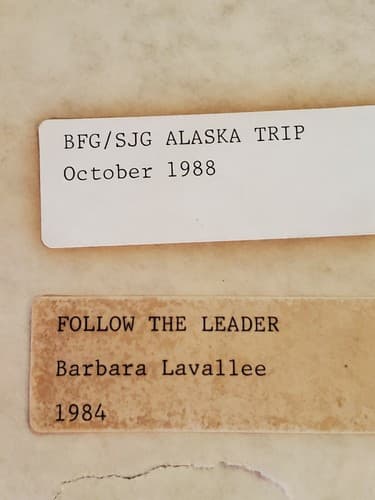 BFG/SJG ALASKA TRIP
October 1988
FOLLOW THE LEADER
Barbara Lavallee
1984